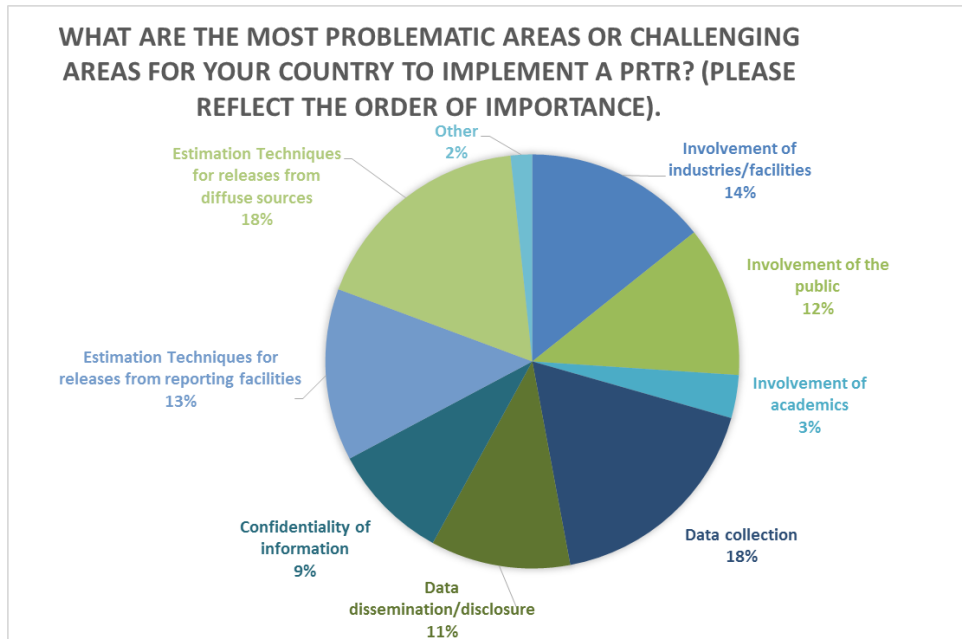 WHAT ARE THE MOST PROBLEMATIC AREAS OR CHALLENGING
AREAS FOR YOUR COUNTRY TO IMPLEMENT A PRTR? (PLEASE
REFLECT THE ORDER OF IMPORTANCE).
Other
2%
Involvement of
industries/facilities
14%
Involvement of the
public
12%
Involvement of
academics
3%
Data collection
18%
Data
dissemination/disclosure
11%
Confidentiality of
information
9%
Estimation Techniques for
releases from reporting facilities
13%
Estimation Techniques
for releases from
diffuse sources
18%